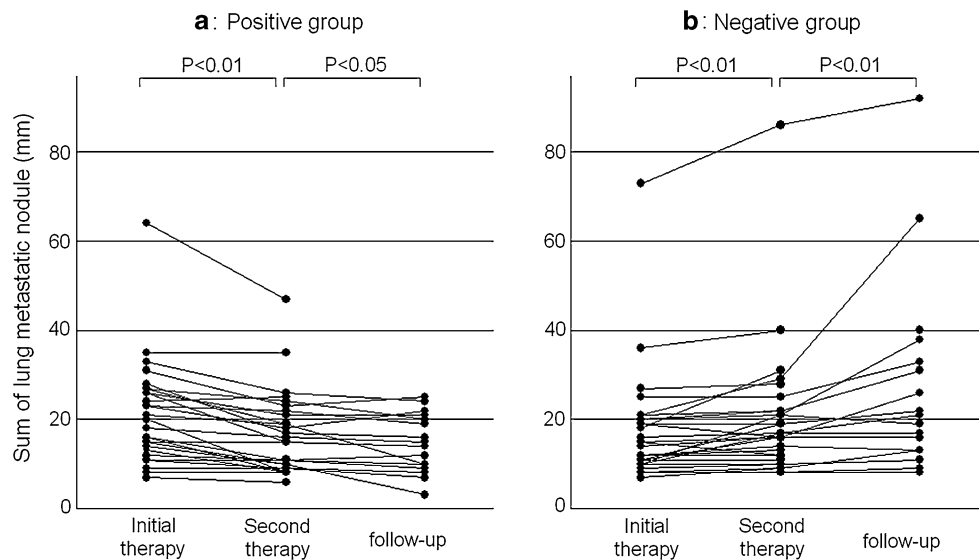 a: Positive group
P<0.01 P<0.05
Sum of lung metastatic nodule (mm)
80
60
40
20
0
Initial therapy
Second therapy
follow-up
b: Negative group
P<0.01 P<0.01
80
60
40
20
0
Initial therapy
Second therapy
follow-up